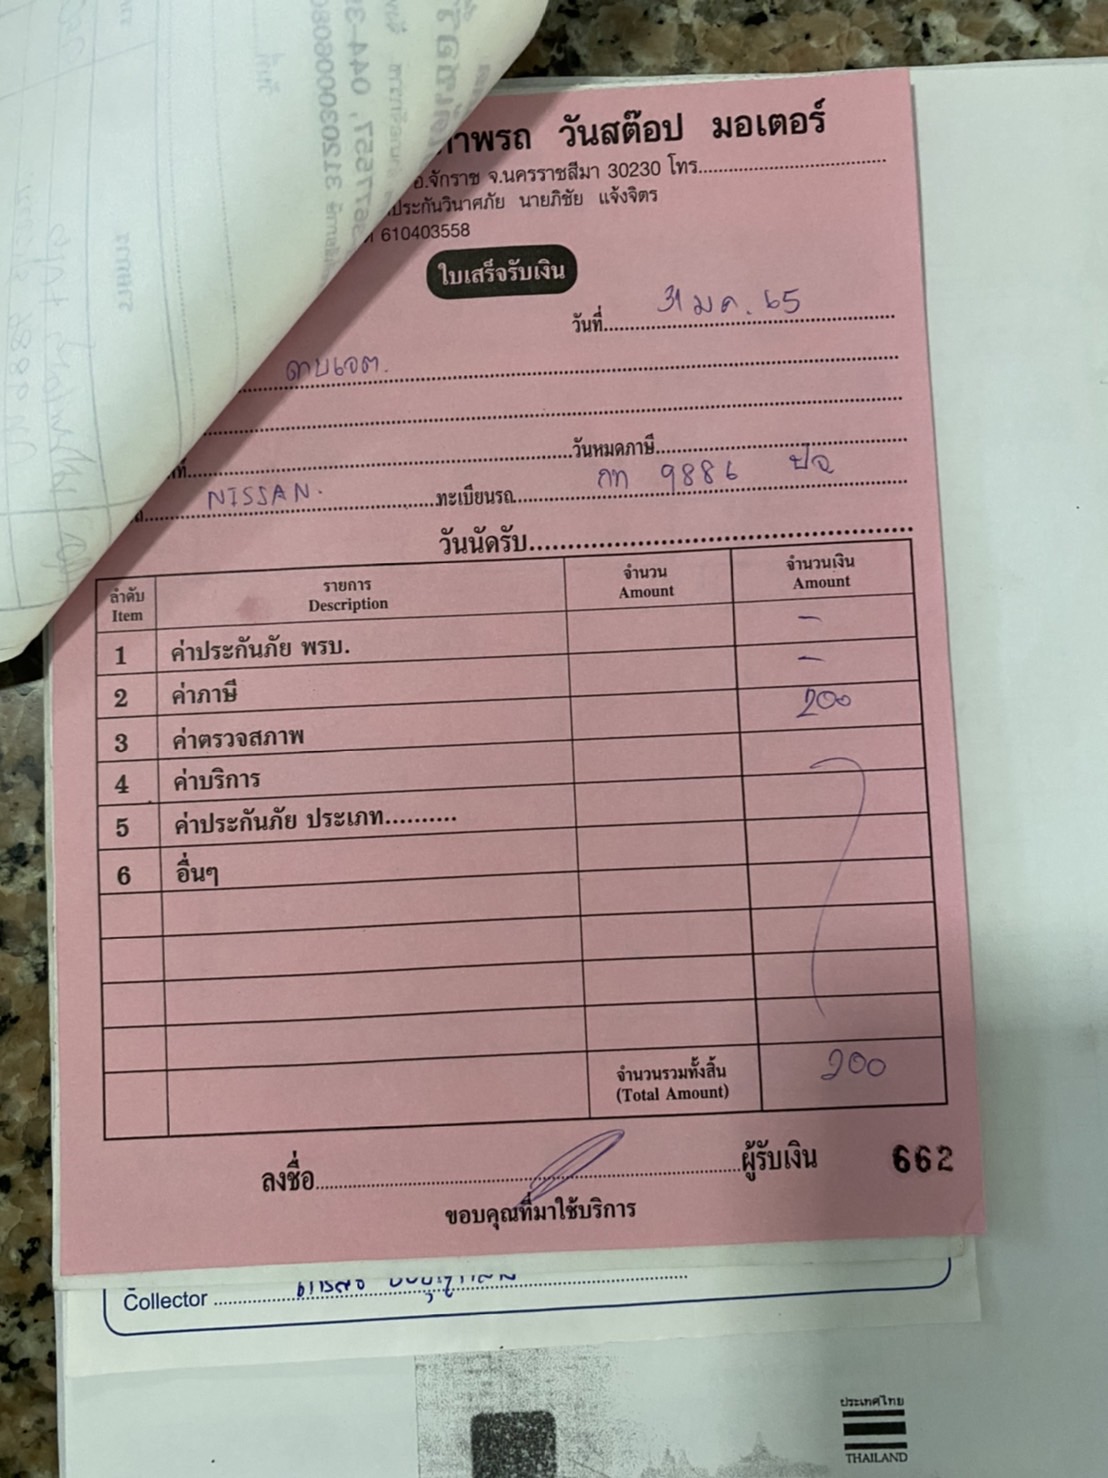 วันสต๊อป มอเตอร์
อ.จักราช จ.นครราชสีมา 30230 โทร.
ประกันวินาศภัย นายภิชัย แจ้งจิตร
610403558
ใบเสร็จรับเงิน
วันที่ 31 มค. 65
ดาบเจต.
วันหมดภาษี
NISSAN. ทะเบียนรถ 9886
วันนัดรับ
ลำดับ รายการ จำนวน จำนวนเงิน
Item Description Amount Amount
1 ค่าประกันภัย พรบ. -
2 ค่าภาษี -
3 ค่าตรวจสภาพ 200
4 ค่าบริการ
5 ค่าประกันภัย ประเภท..........
6 อื่นๆ
จำนวนรวมทั้งสิ้น 200
(Total Amount)
ลงชื่อ ผู้รับเงิน 662
ขอบคุณที่มาใช้บริการ
Collector
ประเทศไทย
THAILAND